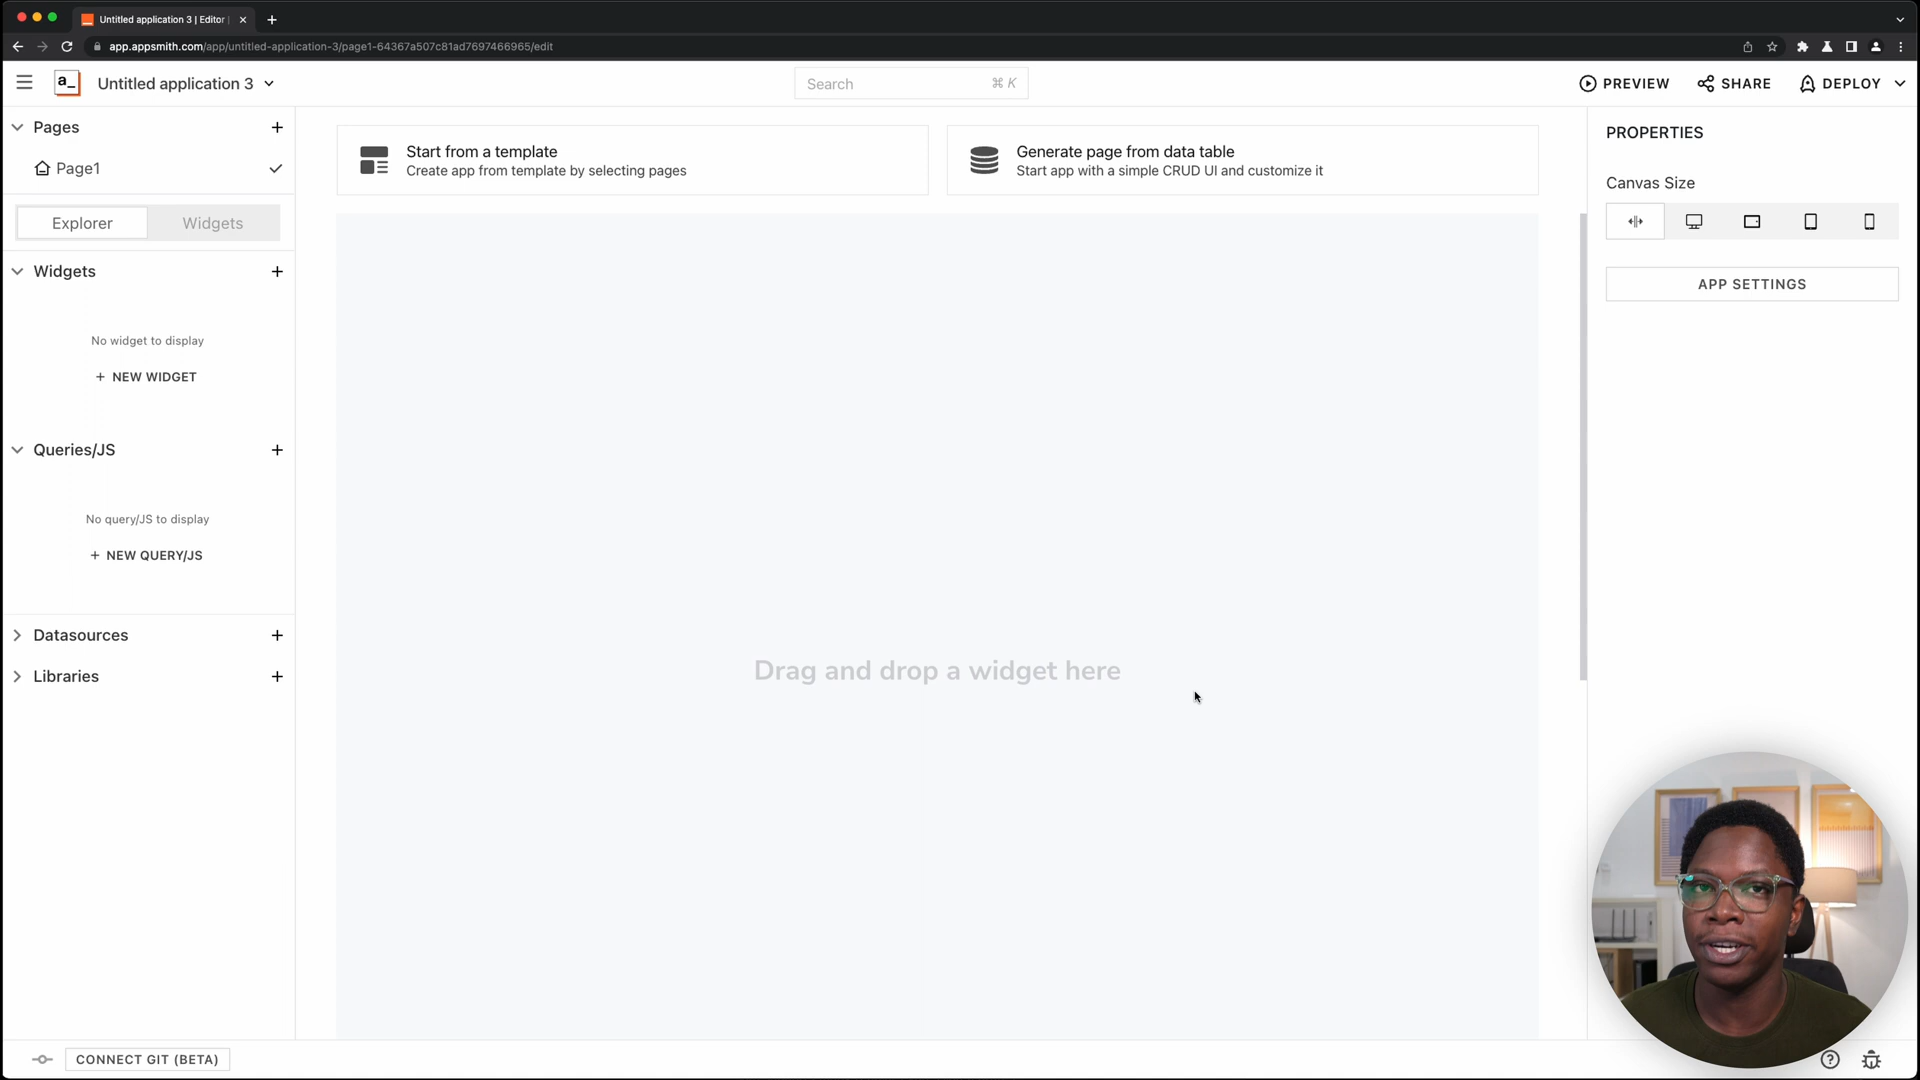 Untitled application 3 | Editor |
app.appsmith.com/app/untitled-application-3/page1-64367a507c81ad7697466965/edit
a_ Untitled application 3
Search ⌘ K
PREVIEW
SHARE
DEPLOY
Pages
Page1
Explorer
Widgets
Widgets
No widget to display
+ NEW WIDGET
Queries/JS
No query/JS to display
+ NEW QUERY/JS
Datasources
Libraries
CONNECT GIT (BETA)
Start from a template
Create app from template by selecting pages
Generate page from data table
Start app with a simple CRUD UI and customize it
Drag and drop a widget here
PROPERTIES
Canvas Size
APP SETTINGS